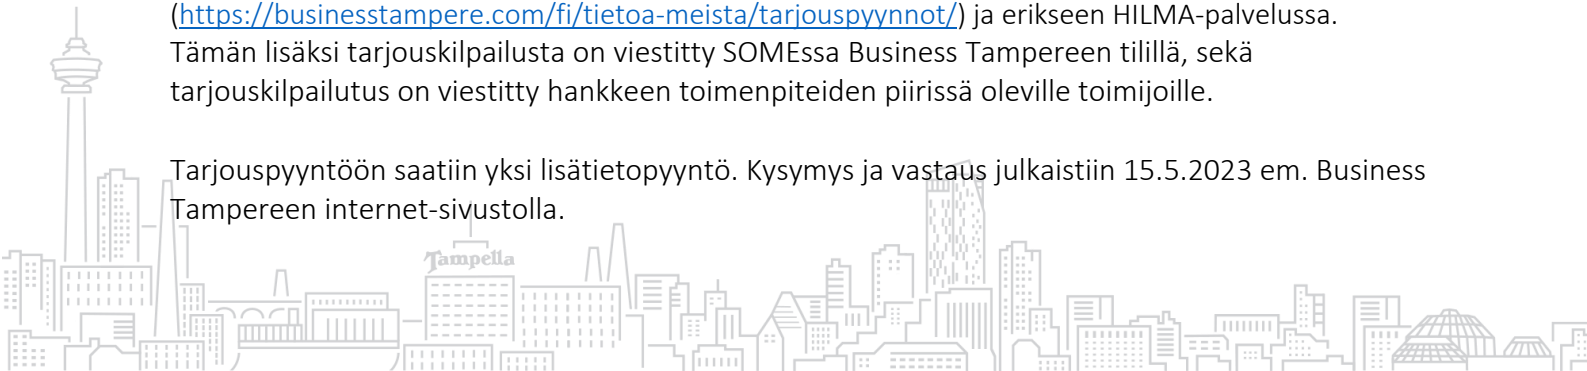 (https://businesstampere.com/fi/tietoa-meista/tarjouspyynnot/) ja erikseen HILMA-palvelussa.
Tämän lisäksi tarjouskilpailusta on viestitty SOMEssa Business Tampereen tilillä, sekä
tarjouskilpailutus on viestitty hankkeen toimenpiteiden piirissä oleville toimijoille.
Tarjouspyyntöön saatiin yksi lisätietopyyntö. Kysymys ja vastaus julkaistiin 15.5.2023 em. Business
Tampereen internet-sivustolla.
Tampella